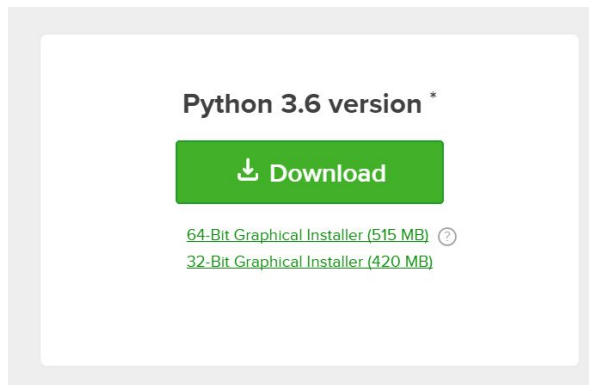 Python 3.6 version *
Download
64-Bit Graphical Installer (515 MB) ?
32-Bit Graphical Installer (420 MB)